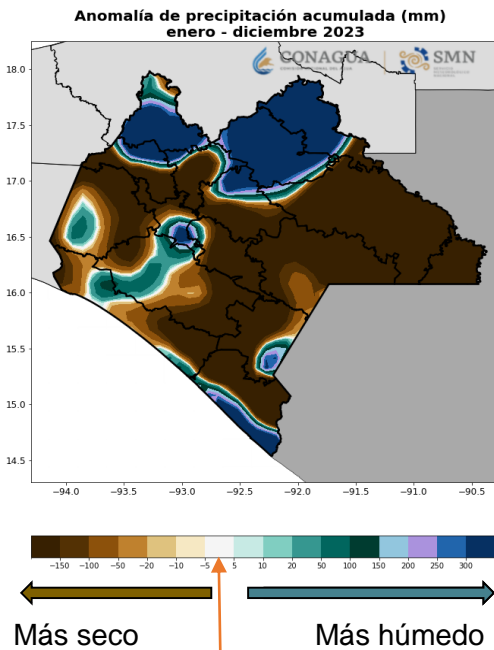 Anomalía de precipitación acumulada (mm)
enero - diciembre 2023
CONAGUA
SMN
18.0
17.5
17.0
16.5
16.0
15.5
15.0
14.5
−94.0 −93.5 −93.0 −92.5 −92.0 −91.5 −91.0 −90.5
−150 −100 −50 −20 −10 −5 5 10 20 50 100 150 200 250 300
Más seco Más húmedo